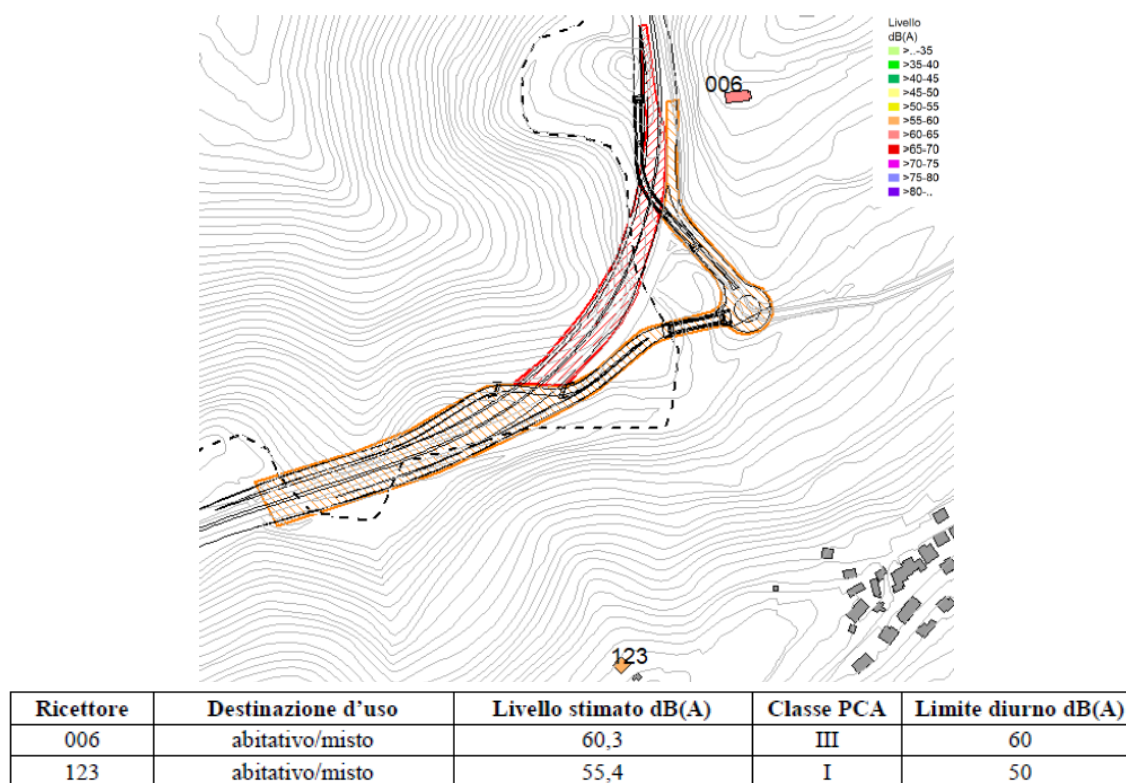 Livello
dB(A)
>..-35
>35-40
>40-45
>45-50
>50-55
>55-60
>60-65
>65-70
>70-75
>75-80
>80-..
006
123
Ricettore Destinazione d'uso Livello stimato dB(A) Classe PCA Limite diurno dB(A)
006 abitativo/misto 60,3 III 60
123 abitativo/misto 55,4 I 50